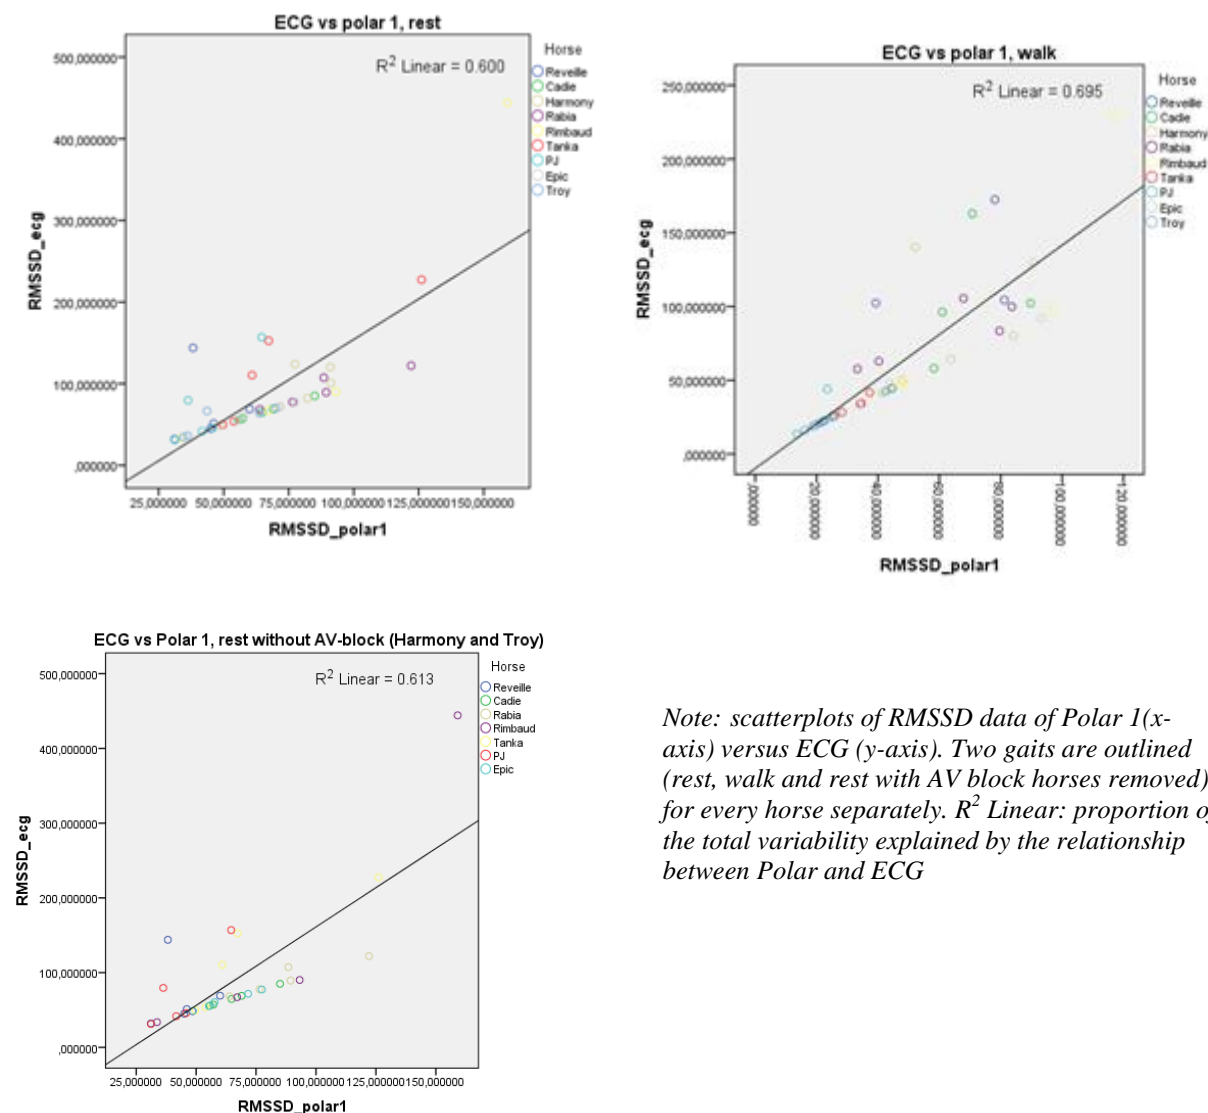 ECG vs polar 1, rest
R² Linear = 0.600
Horse
Reveille
Cadie
Harmony
Rabia
Rimbaud
Tanka
PJ
Epic
Troy
500,000000
400,000000
300,000000
200,000000
100,000000
,000000
RMSSD_ecg
25,000000 50,000000 75,000000 100,000000 125,000000 150,000000
RMSSD_polar1
ECG vs polar 1, walk
R² Linear = 0.695
Horse
Reveille
Cadie
Harmony
Rabia
Rimbaud
Tanka
PJ
Epic
Troy
250,000000
200,000000
150,000000
100,000000
50,000000
,000000
RMSSD_ecg
,000000 20,000000 40,000000 60,000000 80,000000 100,000000 120,000000
RMSSD_polar1
ECG vs Polar 1, rest without AV-block (Harmony and Troy)
R² Linear = 0.613
Horse
Reveille
Cadie
Rabia
Rimbaud
Tanka
PJ
Epic
500,000000
400,000000
300,000000
200,000000
100,000000
,000000
RMSSD_ecg
25,000000 50,000000 75,000000 100,000000 125,000000 150,000000
RMSSD_polar1
Note: scatterplots of RMSSD data of Polar 1(x-
axis) versus ECG (y-axis). Two gaits are outlined
(rest, walk and rest with AV block horses removed)
for every horse separately. R² Linear: proportion of
the total variability explained by the relationship
between Polar and ECG